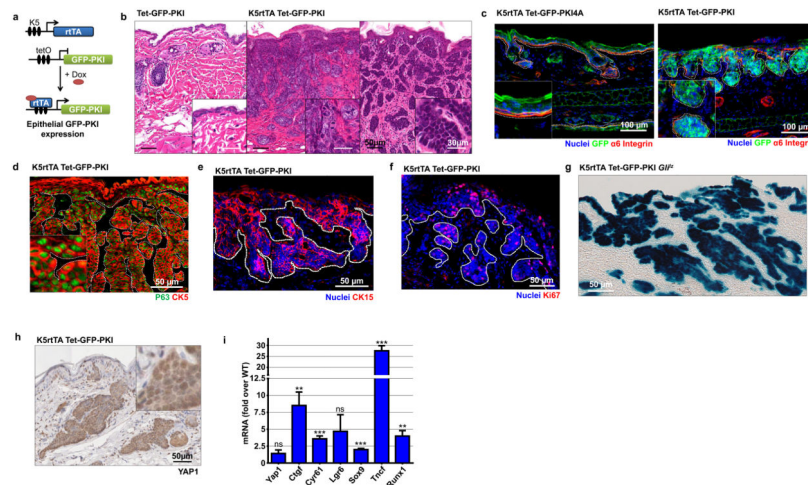 a
K5
rtTA
tetO
GFP-PKI
+ Dox
rtTA
GFP-PKI
Epithelial GFP-PKI
expression
b
Tet-GFP-PKI
K5rtTA Tet-GFP-PKI
50μm
30μm
c
K5rtTA Tet-GFP-PKI4A
K5rtTA Tet-GFP-PKI
100 μm
100 μm
Nuclei GFP α6 Integrin
Nuclei GFP α6 Integrin
d
K5rtTA Tet-GFP-PKI
50 μm
P63 CK5
e
K5rtTA Tet-GFP-PKI
50 μm
Nuclei CK15
f
K5rtTA Tet-GFP-PKI
50 μm
Nuclei Ki67
g
K5rtTA Tet-GFP-PKI Gli
50 μm
h
K5rtTA Tet-GFP-PKI
50μm
YAP1
i
mRNA (fold over WT)
30
20
12.5
10
7.5
5
2.5
0
ns
**
***
ns
***
***
**
Yap1
Ctgf
Cyr61
Lgr6
Sox9
Tncf
Runx1